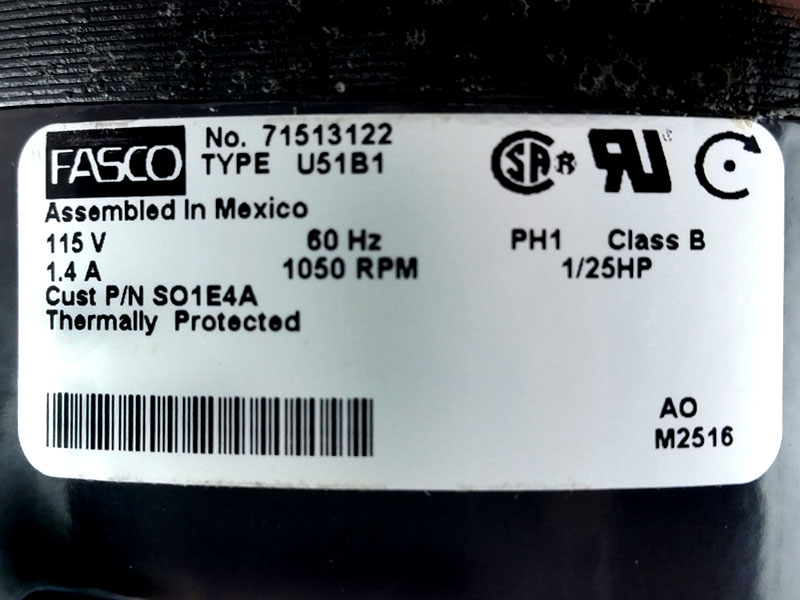 FASCO
No. 71513122
TYPE U51B1
Assembled In Mexico
115 V 60 Hz PH1 Class B
1.4 A 1050 RPM 1/25HP
Cust P/N SO1E4A
Thermally Protected
AO
M2516